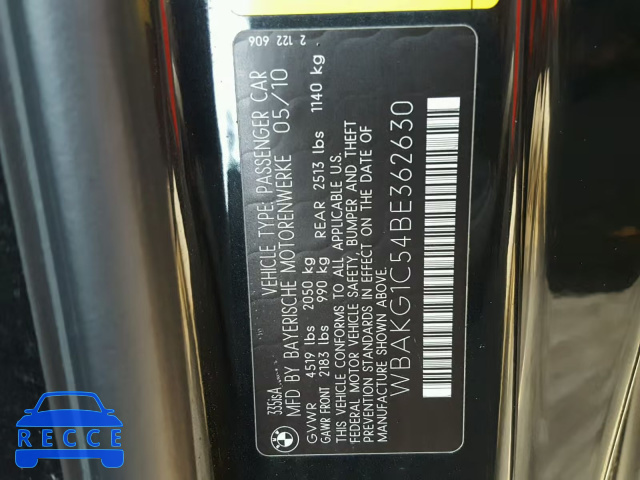 2 122 606
335isA
VEHICLE TYPE: PASSENGER CAR
MFD BY BAYERISCHE MOTORENWERKE 05/10
GVWR 4519 lbs 2050 kg
GAWR FRONT 2183 lbs 990 kg REAR 2513 lbs 1140 kg
THIS VEHICLE CONFORMS TO ALL APPLICABLE U.S.
FEDERAL MOTOR VEHICLE SAFETY, BUMPER AND THEFT
PREVENTION STANDARDS IN EFFECT ON THE DATE OF
MANUFACTURE SHOWN ABOVE.
WBAKG1C54BE362630
RECCE